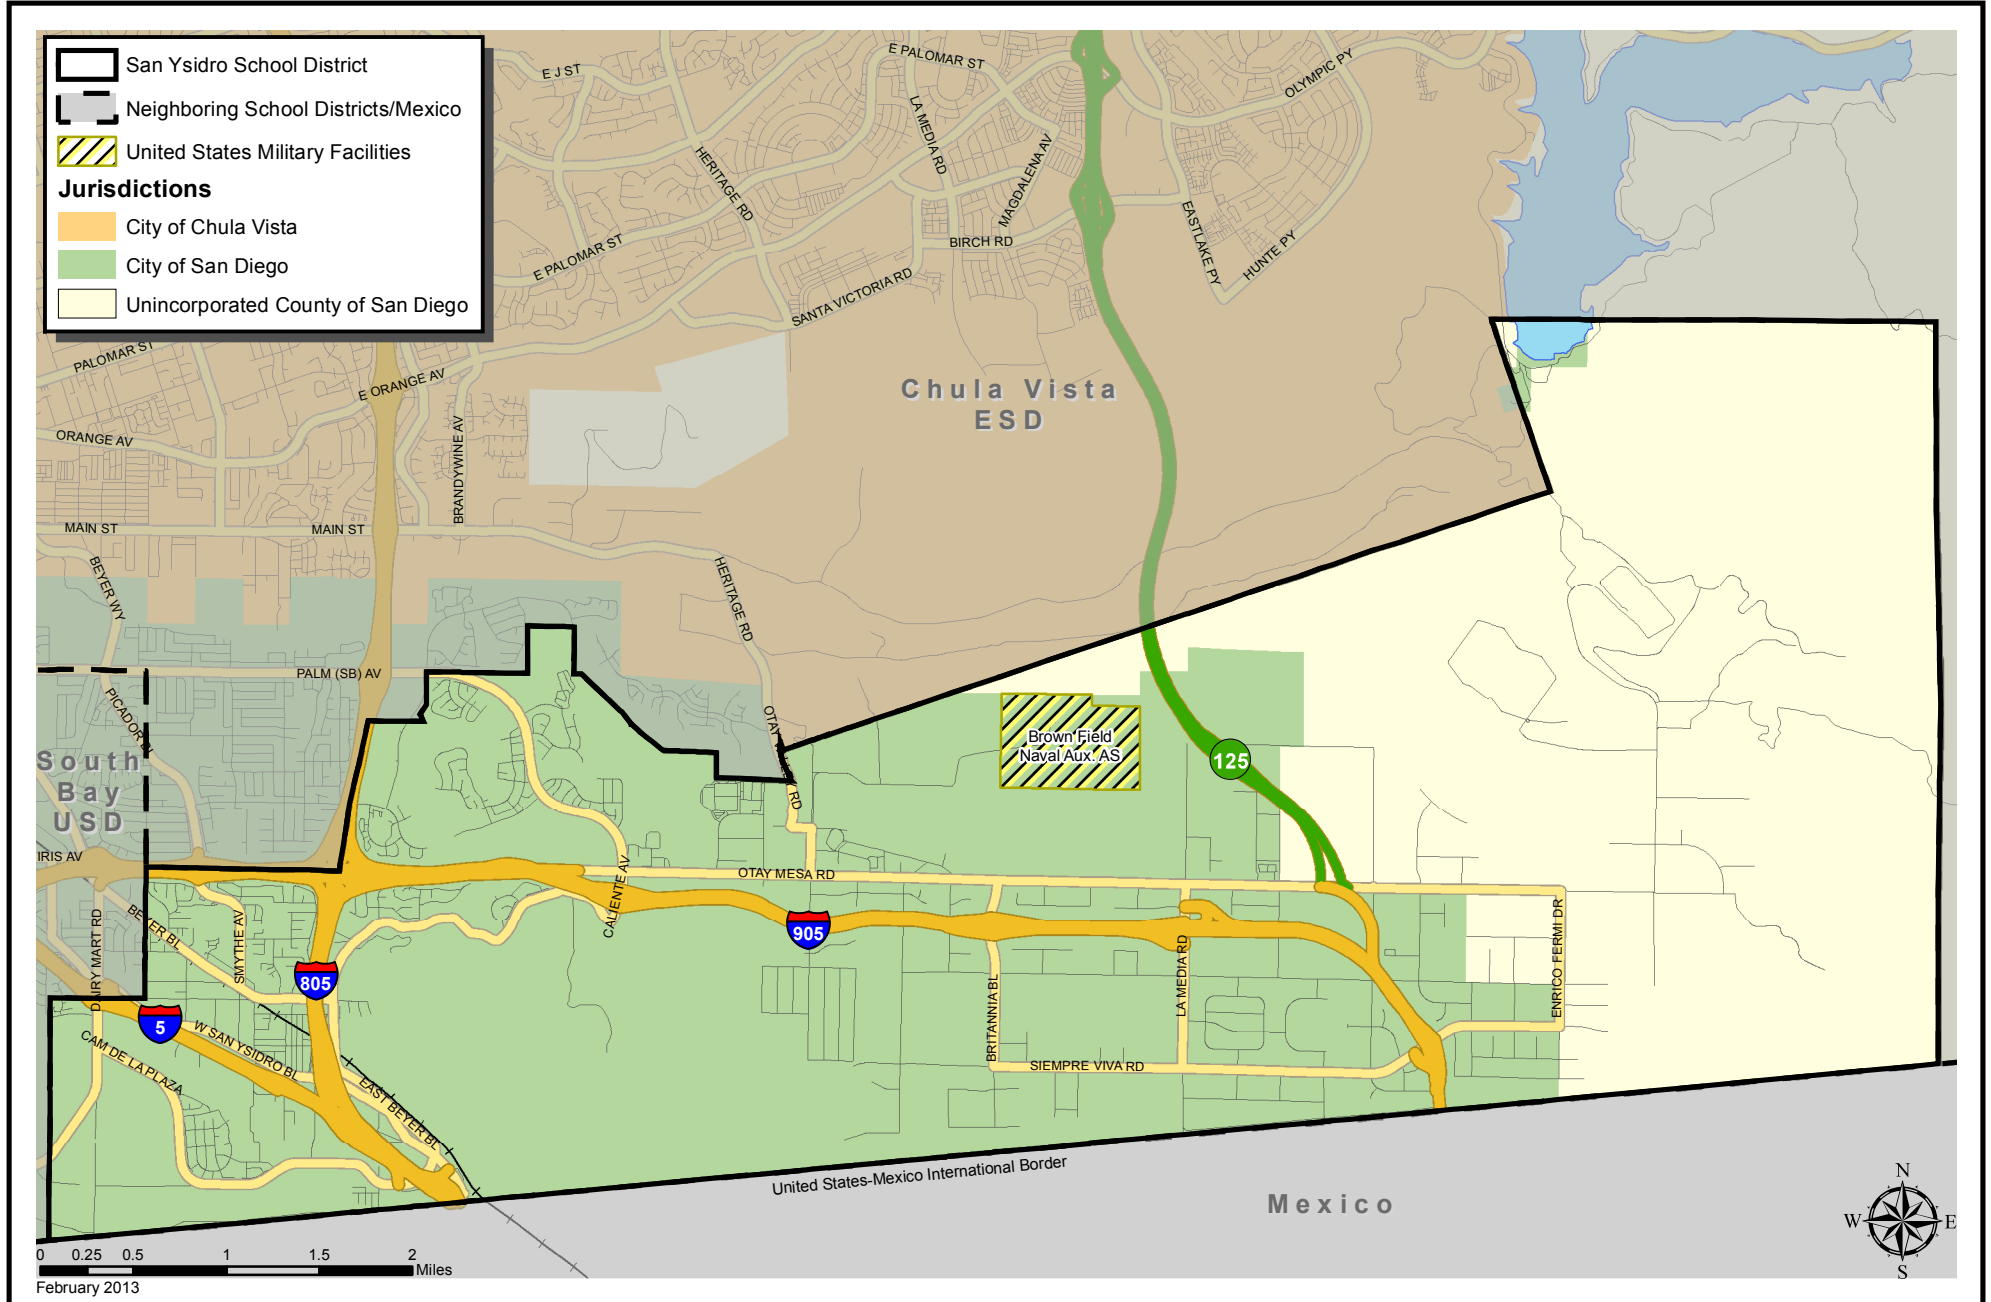 San Ysidro School District
Neighboring School Districts/Mexico
United States Military Facilities
Jurisdictions
City of Chula Vista
City of San Diego
Unincorporated County of San Diego
E J ST
E PALOMAR ST
OLYMPIC PY
LA MEDIA RD
HERITAGE RD
MAGDALENA AV
EASTLAKE PY
HUNTE PY
BIRCH RD
E PALOMAR ST
SANTA VICTORIA RD
PALOMAR ST
E ORANGE AV
Chula Vista
ESD
ORANGE AV
BRANDYWINE AV
MAIN ST
MAIN ST
BEYER WY
HERITAGE RD
PALM (SB) AV
PICADOR BL
OTAY VALLEY RD
South
Bay
USD
Brown Field
Naval Aux. AS
125
IRIS AV
OTAY MESA RD
CALIENTE AV
905
DAIRY MART RD
BEYER BL
SMYTHE AV
805
ENRICO FERMI DR
BRITANNIA BL
LA MEDIA RD
5
W SAN YSIDRO BL
CAM DE LA PLAZA
EAST BEYER BL
SIEMPRE VIVA RD
United States-Mexico International Border
Mexico
N
W
E
S
0 0.25 0.5 1 1.5 2
Miles
February 2013